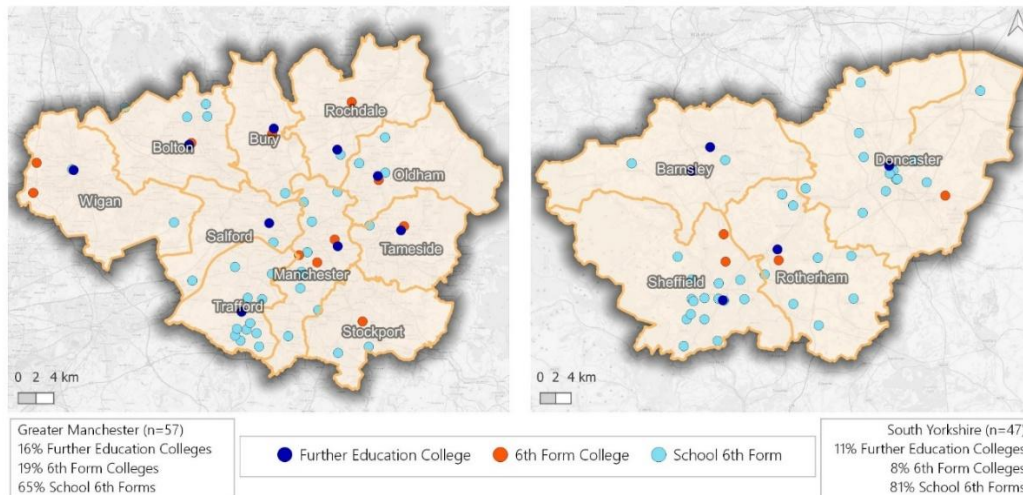 Rochdale
Bury
Bolton
Oldham
Wigan
Salford
Tameside
Manchester
Trafford
Stockport
0 2 4 km
Barnsley
Doncaster
Sheffield
Rotherham
0 2 4 km
Greater Manchester (n=57)
16% Further Education Colleges
19% 6th Form Colleges
65% School 6th Forms
Further Education College 6th Form College School 6th Form
South Yorkshire (n=47)
11% Further Education Colleges
8% 6th Form Colleges
81% School 6th Forms